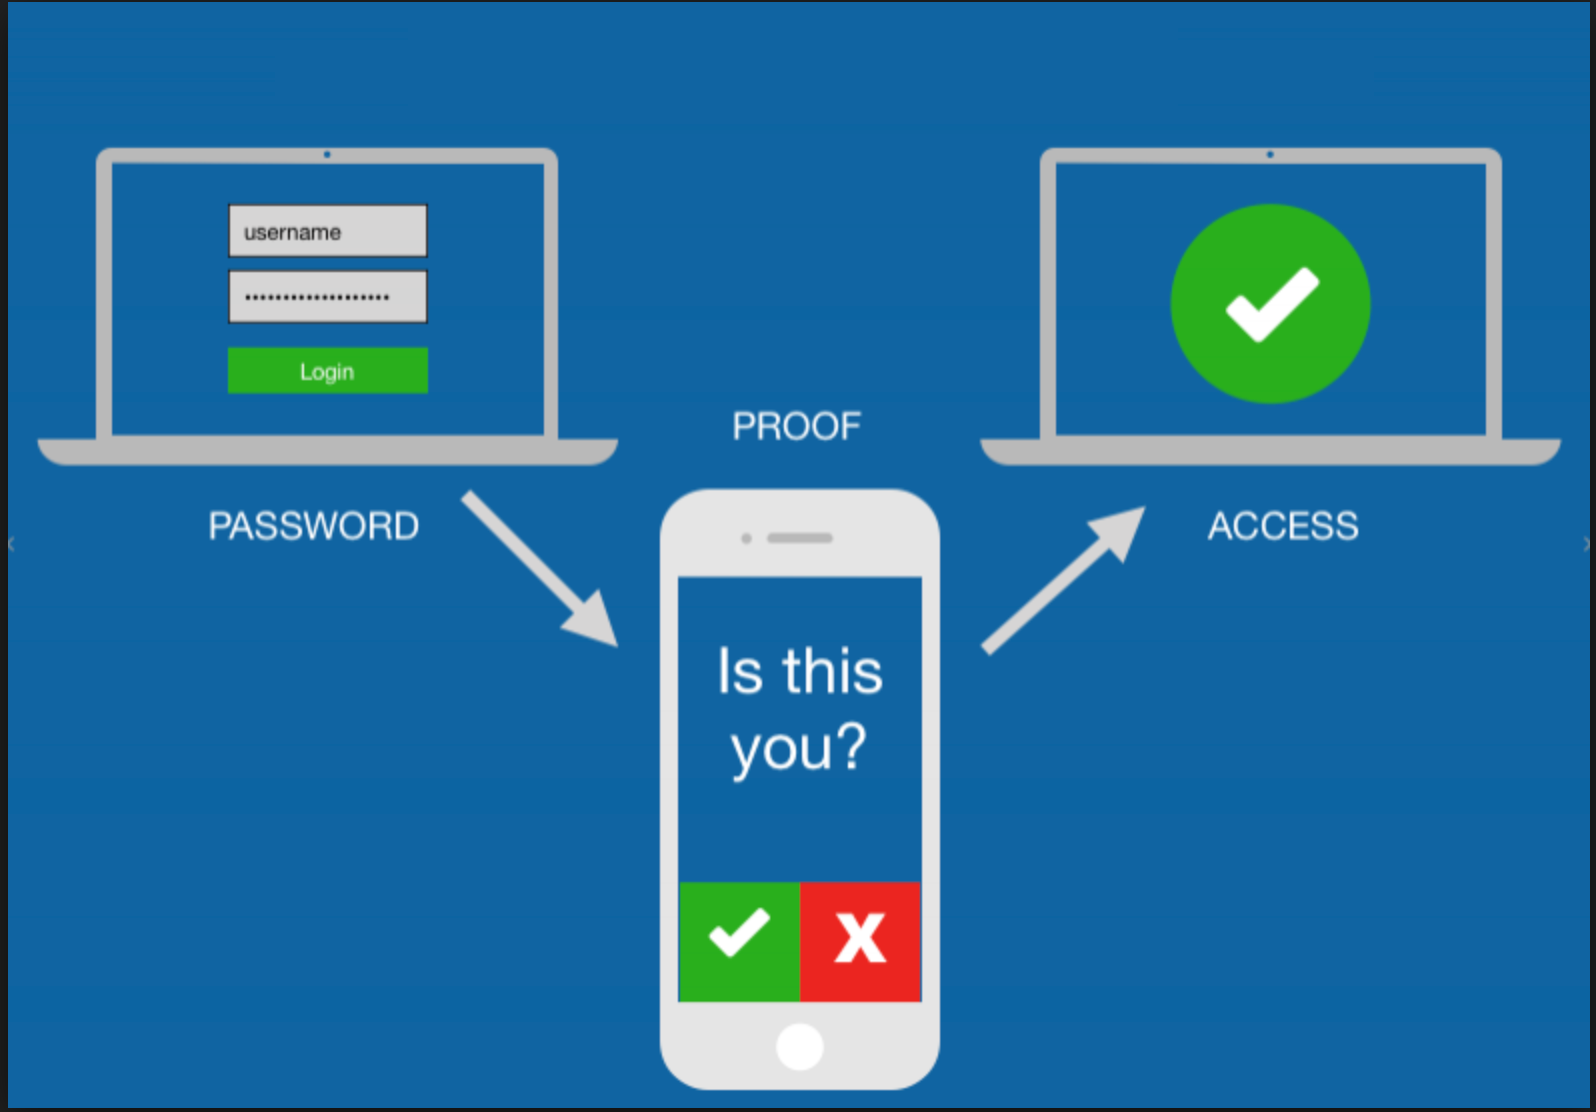 username
•••••••••••••••••••
Login
PASSWORD
PROOF
Is this
you?
ACCESS